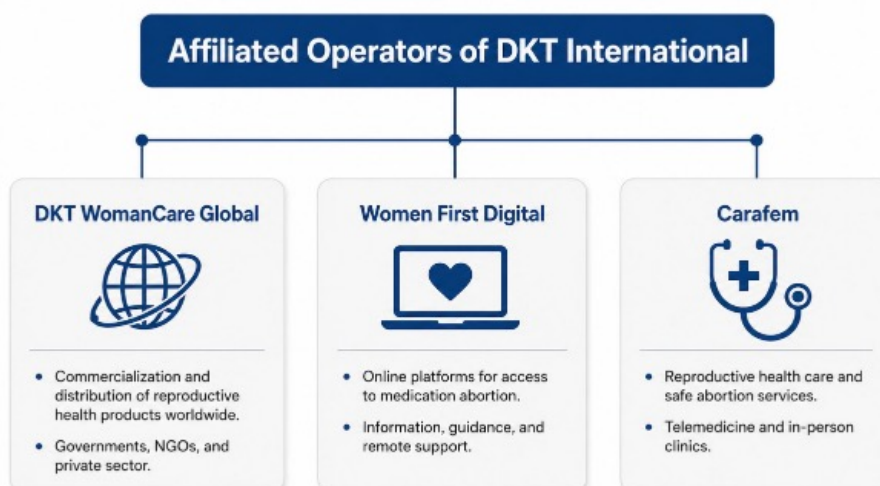 Affiliated Operators of DKT International
DKT WomanCare Global
• Commercialization and
distribution of reproductive
health products worldwide.
• Governments, NGOs, and
private sector.
Women First Digital
• Online platforms for access
to medication abortion.
• Information, guidance, and
remote support.
Carafem
• Reproductive health care and
safe abortion services.
• Telemedicine and in-person
clinics.